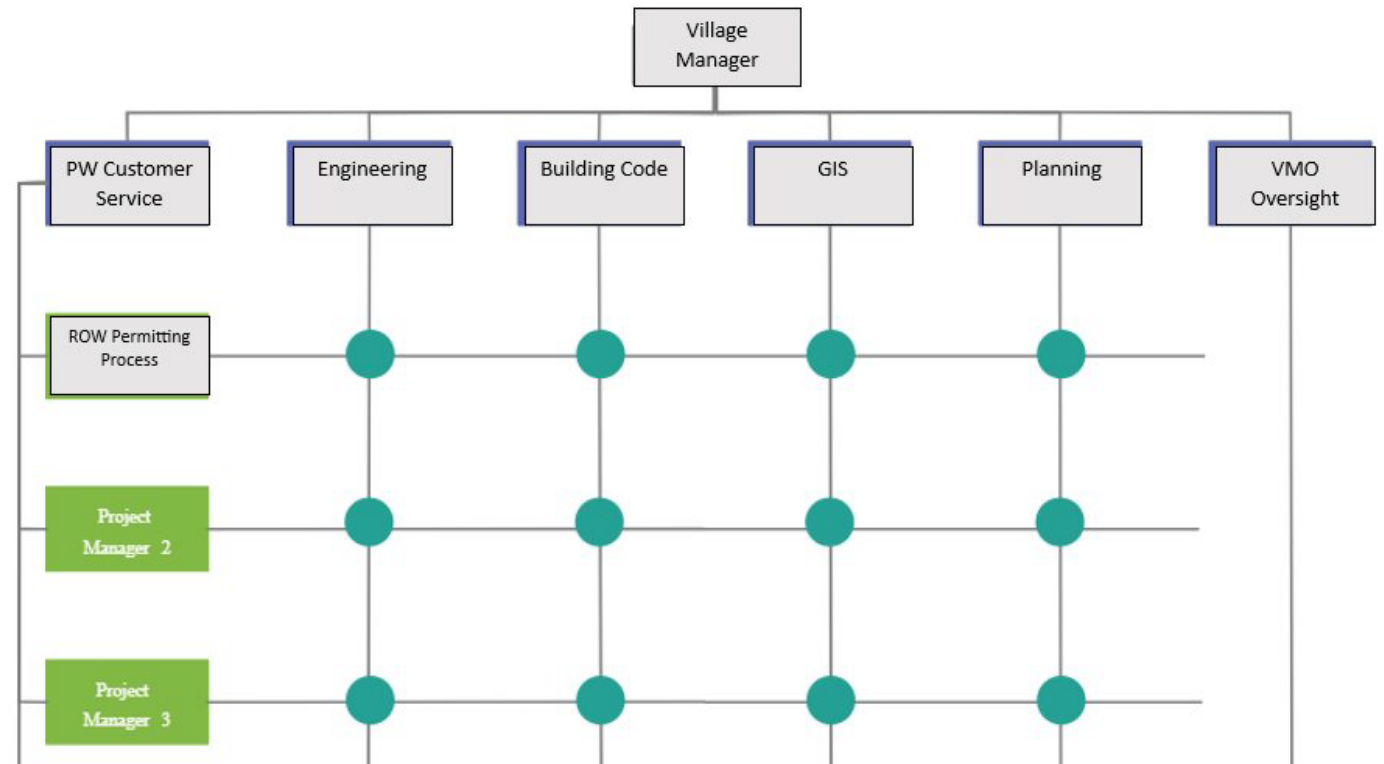 Village
Manager
PW Customer
Service
Engineering
Building Code
GIS
Planning
VMO
Oversight
ROW Permitting
Process
Project
Manager 2
Project
Manager 3